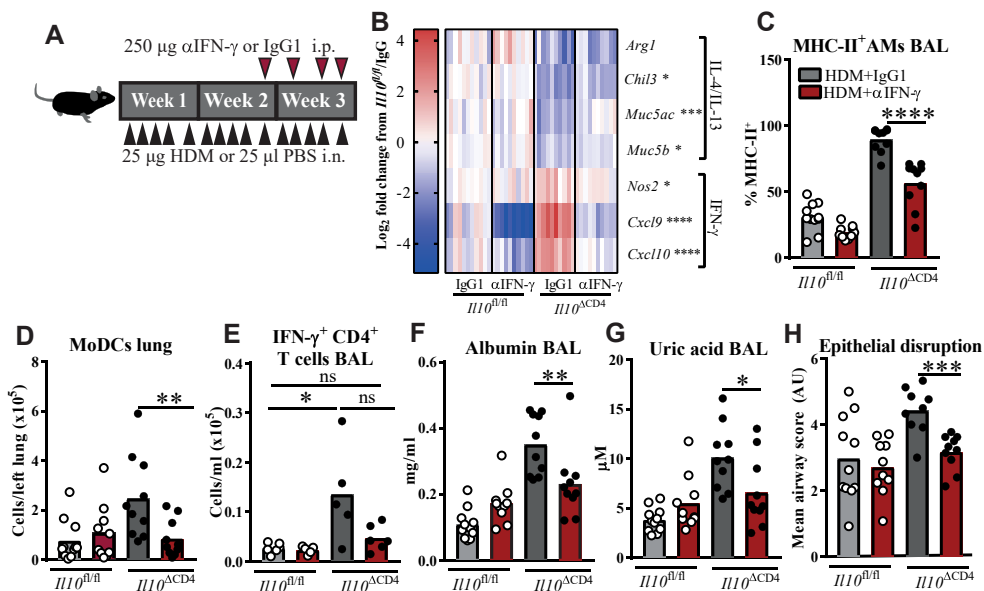 A
250 µg αIFN-γ or IgG1 i.p.
Week 1
Week 2
Week 3
25 µg HDM or 25 µl PBS i.n.
B
Log2 fold change from Il10fl/fl/IgG
4
2
0
-2
-4
Arg1
Chil3 *
Muc5ac ***
Muc5b *
Nos2 *
Cxcl9 ****
Cxcl10 ****
IL-4/IL-13
IFN-γ
IgG1 αIFN-γ IgG1 αIFN-γ
Il10fl/fl Il10ΔCD4
C
MHC-II+AMs BAL
HDM+IgG1
HDM+αIFN-γ
****
% MHC-II+
150
100
50
0
Il10fl/fl Il10ΔCD4
D
MoDCs lung
**
Cells/left lung (x10^5)
8
6
4
2
0
Il10fl/fl Il10ΔCD4
E
IFN-γ+ CD4+
T cells BAL
ns
* ns
Cells/ml (x10^5)
0.4
0.3
0.2
0.1
0.0
Il10fl/fl Il10ΔCD4
F
Albumin BAL
**
mg/ml
0.6
0.4
0.2
0.0
Il10fl/fl Il10ΔCD4
G
Uric acid BAL
*
µM
20
15
10
5
0
Il10fl/fl Il10ΔCD4
H
Epithelial disruption
***
Mean airway score (AU)
6
4
2
0
Il10fl/fl Il10ΔCD4